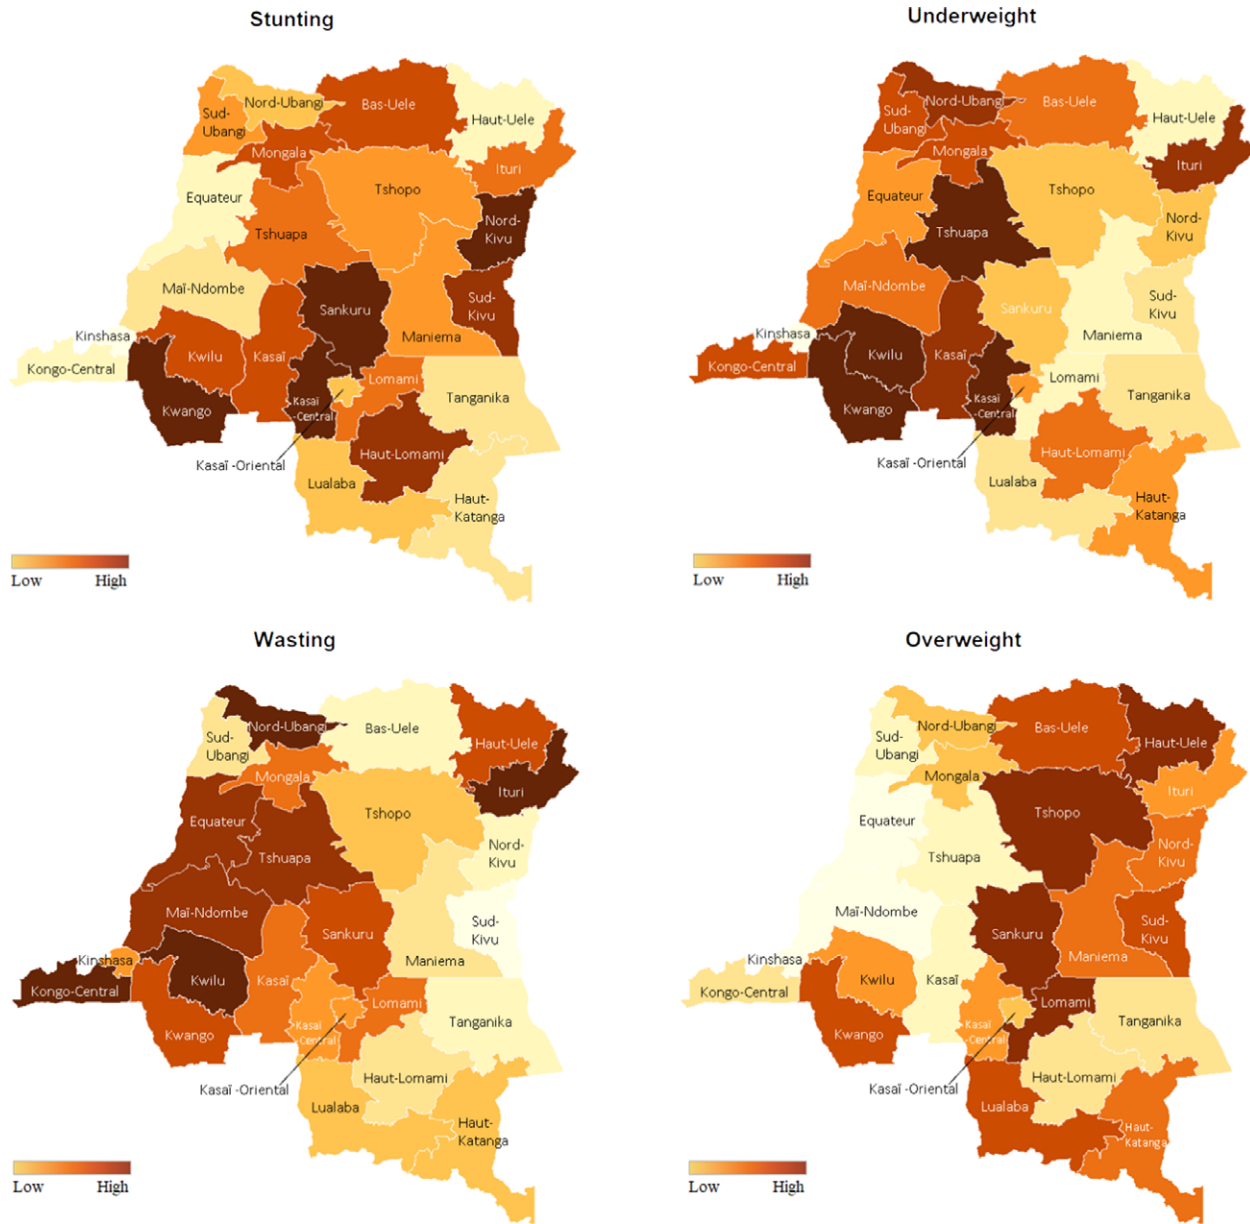 Stunting
Nord-Ubangi
Sud-
Ubangi
Bas-Uele
Haut-Uele
Mongala
Ituri
Equateur
Tshopo
Tshuapa
Nord-
Kivu
Maï-Ndombe
Sankuru
Sud-
Kivu
Kinshasa
Maniema
Kongo-Central
Kwilu
Kasaï
Lomami
Kwango
Kasaï
-Central
Tanganika
Kasaï -Oriental
Haut-Lomami
Lualaba
Haut-
Katanga
Low High
Underweight
Nord-Ubangi
Sud-
Ubangi
Bas-Uele
Haut-Uele
Mongala
Ituri
Equateur
Tshopo
Tshuapa
Nord-
Kivu
Maï-Ndombe
Sankuru
Sud-
Kivu
Kinshasa
Maniema
Kongo-Central
Kwilu
Kasaï
Lomami
Kwango
Kasaï
-Central
Tanganika
Kasaï -Oriental
Haut-Lomami
Lualaba
Haut-
Katanga
Low High
Wasting
Nord-Ubangi
Sud-
Ubangi
Bas-Uele
Haut-Uele
Mongala
Ituri
Equateur
Tshopo
Tshuapa
Nord-
Kivu
Maï-Ndombe
Sankuru
Sud-
Kivu
Kinshasa
Maniema
Kongo-Central
Kwilu
Kasaï
Lomami
Kwango
Kasaï
-Central
Tanganika
Kasaï -Oriental
Haut-Lomami
Lualaba
Haut-
Katanga
Low High
Overweight
Nord-Ubangi
Sud-
Ubangi
Bas-Uele
Haut-Uele
Mongala
Ituri
Equateur
Tshopo
Tshuapa
Nord-
Kivu
Maï-Ndombe
Sankuru
Sud-
Kivu
Kinshasa
Maniema
Kongo-Central
Kwilu
Kasaï
Lomami
Kwango
Kasaï
-Central
Tanganika
Kasaï -Oriental
Haut-Lomami
Lualaba
Haut-
Katanga
Low High